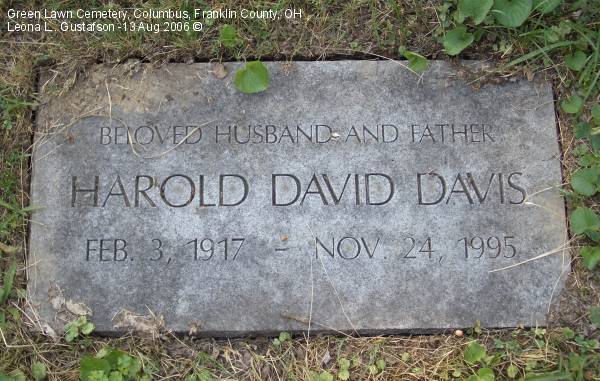 Green Lawn Cemetery, Columbus, Franklin County, OH
Leona L. Gustafson -13 Aug 2006 ©
BELOVED HUSBAND AND FATHER
HAROLD DAVID DAVIS
FEB. 3, 1917 - NOV. 24, 1995